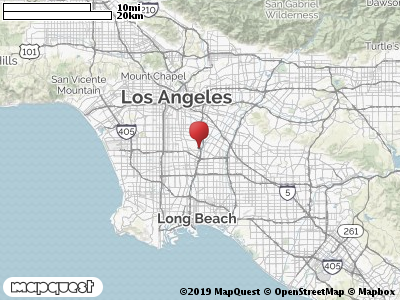 10mi
20km
210
San Gabriel
Wilderness
Dawson
Turtle's
101
Hills
Mount Chapel
San Vicente
Mountain
Los Angeles
405
5
Long Beach
261
405
mapquest
©2019 MapQuest © OpenStreetMap © Mapbox